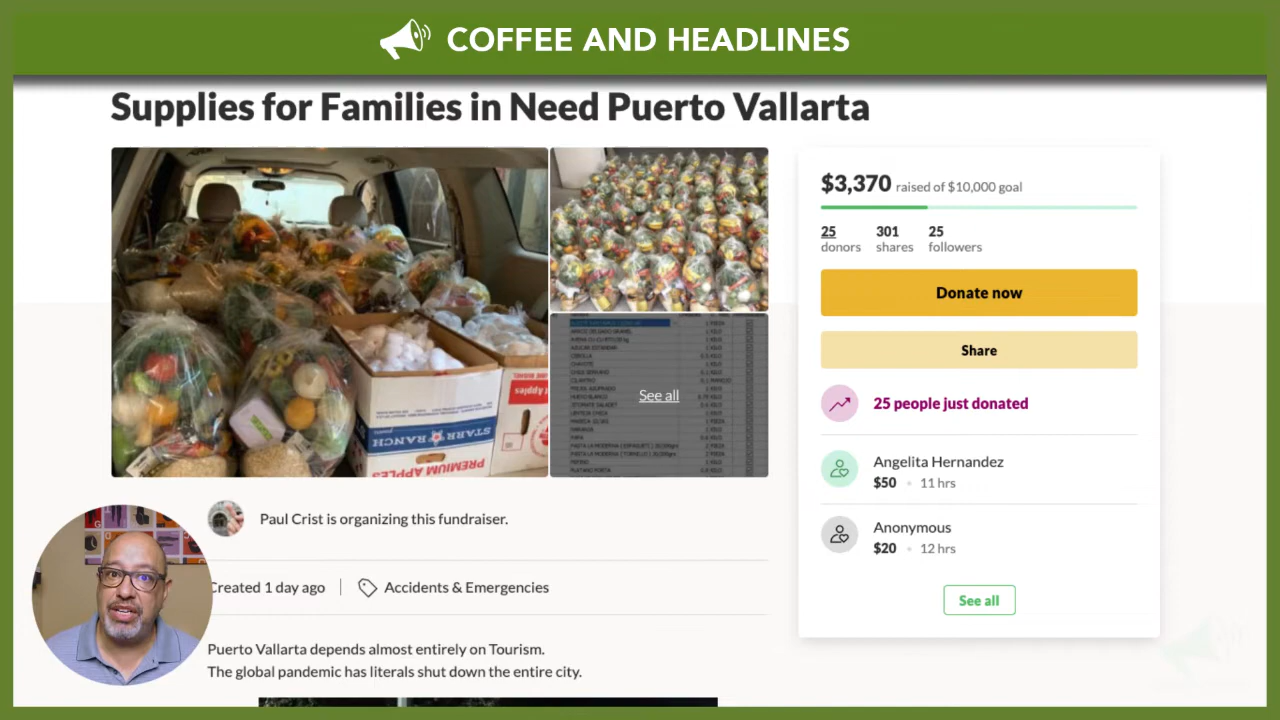 COFFEE AND HEADLINES
Supplies for Families in Need Puerto Vallarta
$3,370 raised of $10,000 goal
25 301 25
donors shares followers
Donate now
Share
25 people just donated
Angelita Hernandez
$50 • 11 hrs
Anonymous
$20 • 12 hrs
See all
See all
STARR RANCH
PREMIUM APPLES
Apples
Paul Crist is organizing this fundraiser.
Created 1 day ago | Accidents & Emergencies
Puerto Vallarta depends almost entirely on Tourism.
The global pandemic has literals shut down the entire city.